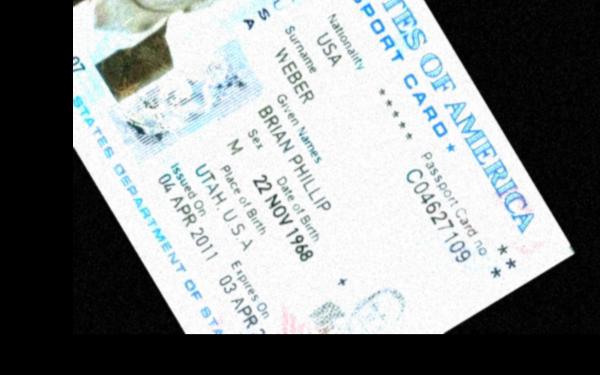 TES OF AMERICA
SPORT CARD
Nationality
USA
Passport Card no
C04627109
Surname
WEBER
Given Names
BRIAN PHILLIP
Sex
M
Date of Birth
22 NOV 1968
Place of Birth
UTAH, U.S.A
Issued On
04 APR 2011
Expires On
03 APR 2
STATES DEPARTMENT OF STA